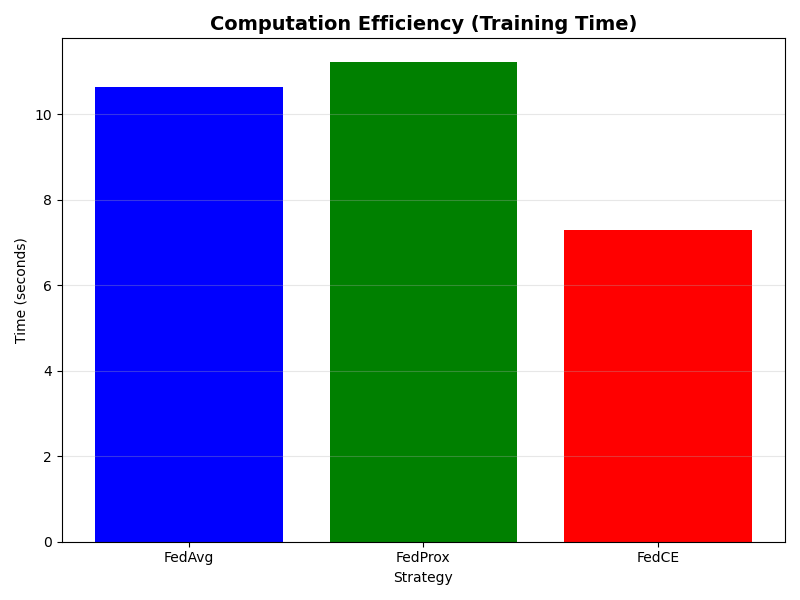 Computation Efficiency (Training Time)
Time (seconds)
10
8
6
4
2
0
FedAvg
FedProx
FedCE
Strategy